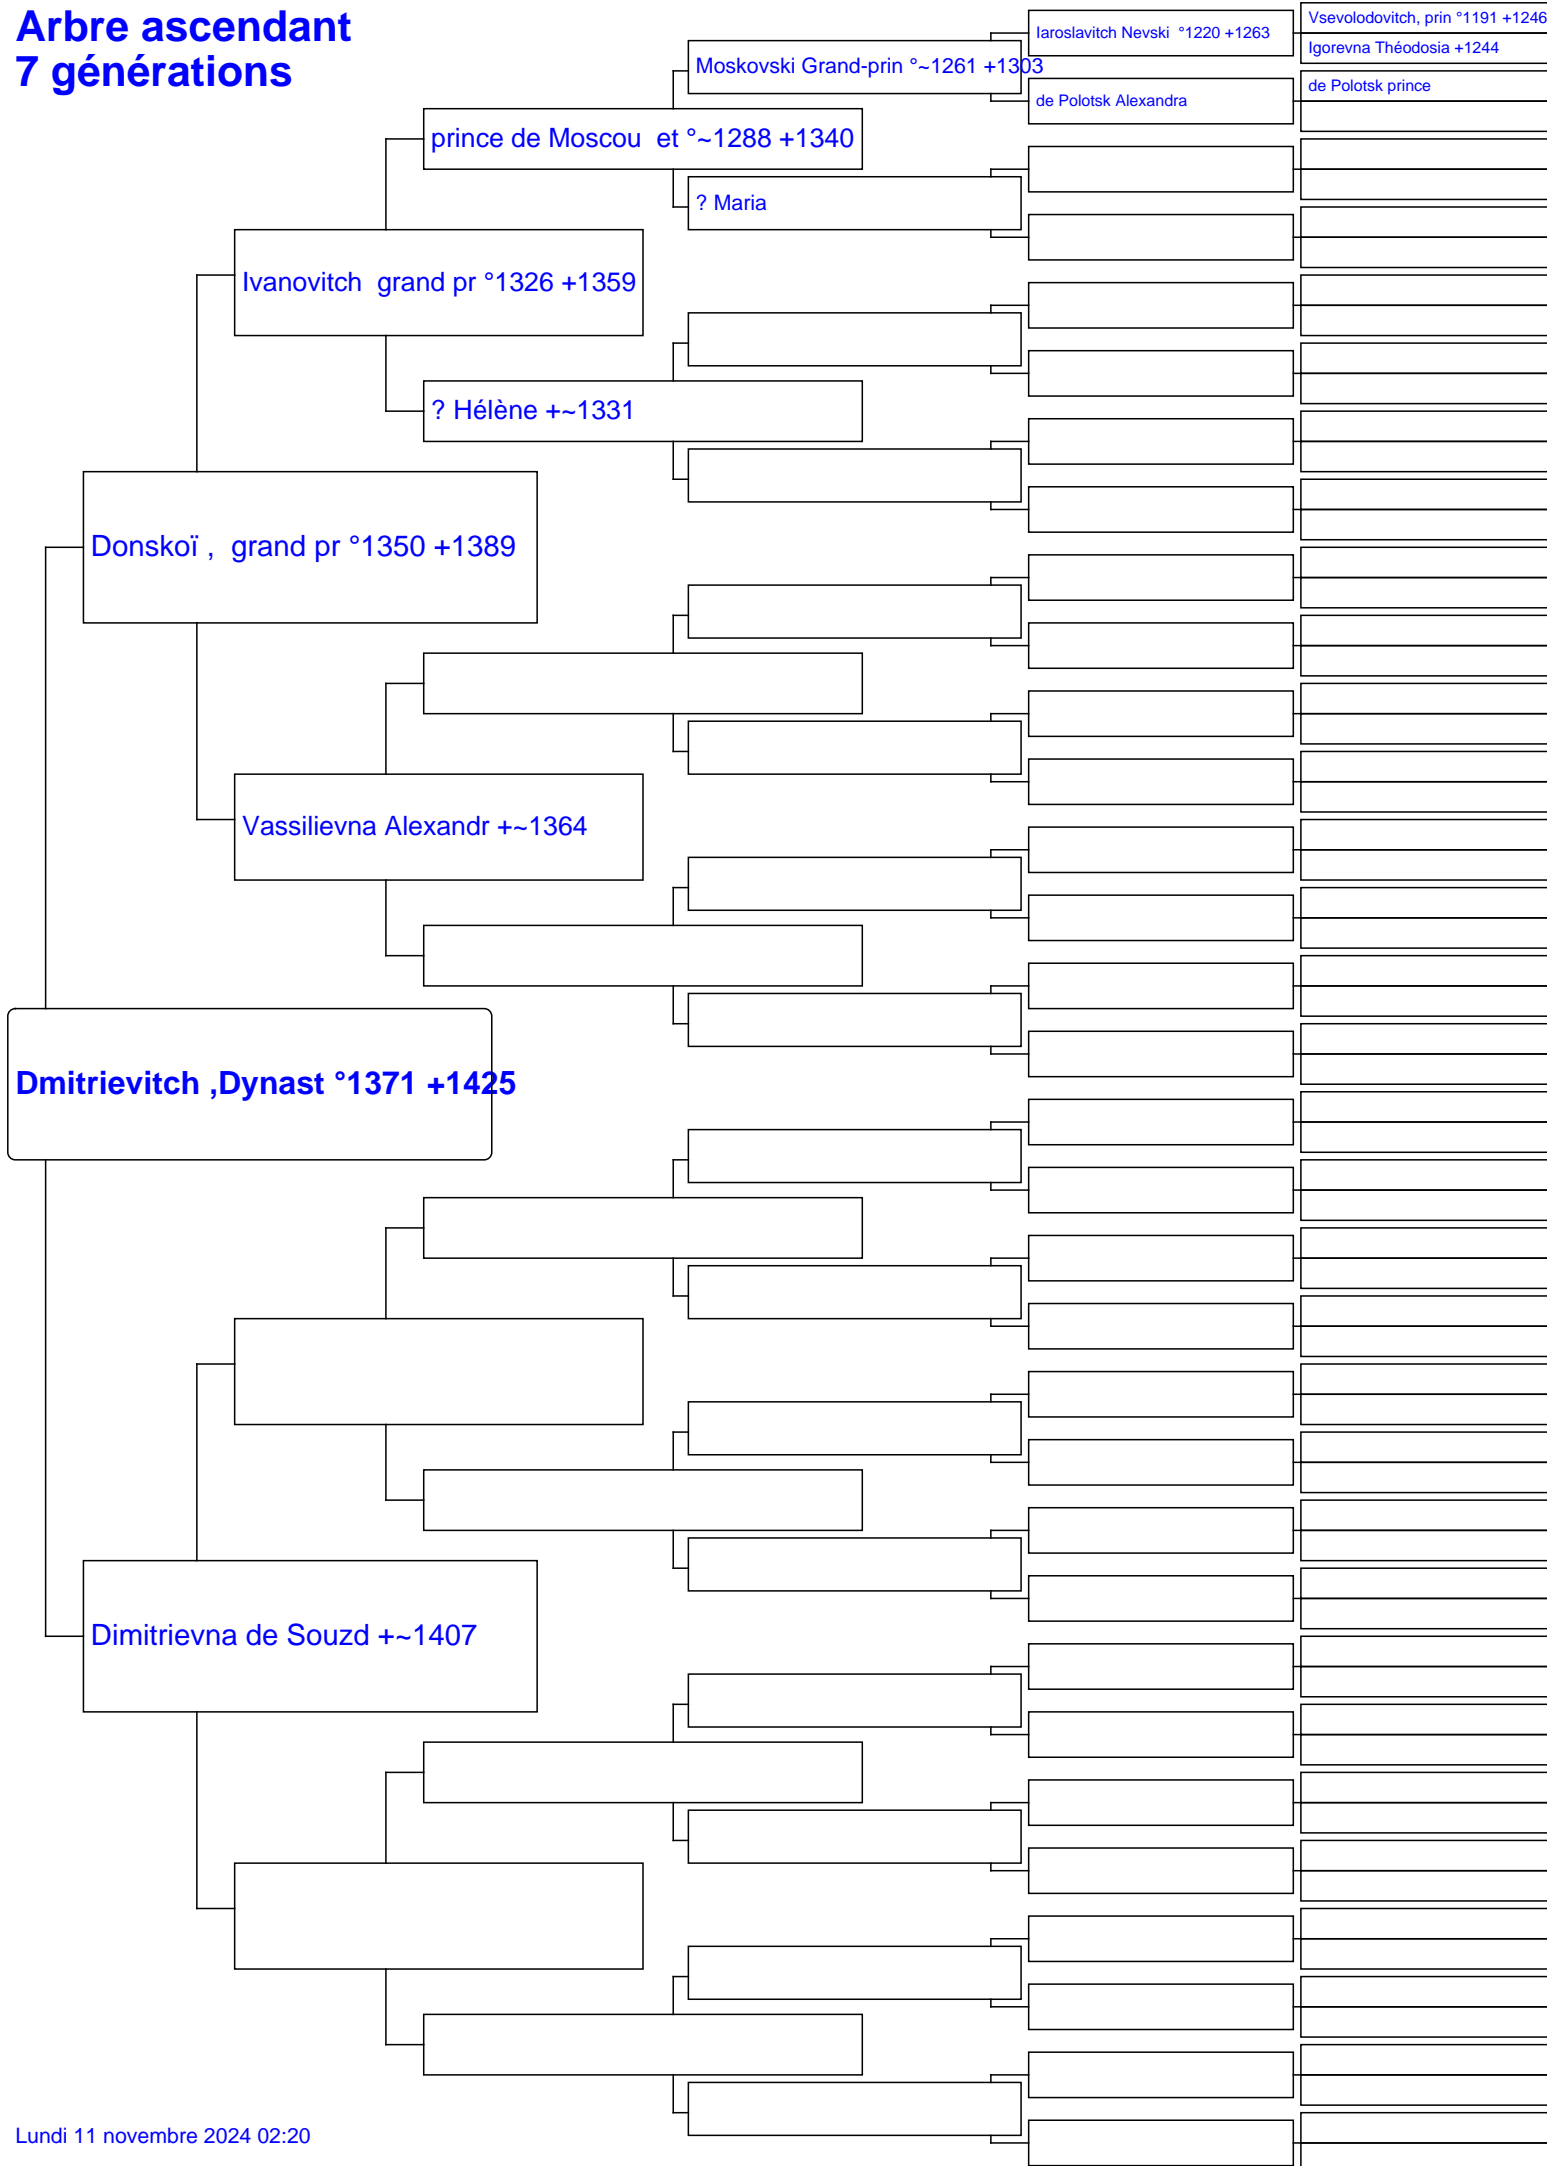 Arbre ascendant
7 générations
Iaroslavitch Nevski °1220 +1263
Vsevolodovitch, prin °1191 +1246
Igorevna Théodosia +1244
Moskovski Grand-prin °~1261 +1303
de Polotsk Alexandra
de Polotsk prince
prince de Moscou et °~1288 +1340
? Maria
Ivanovitch grand pr °1326 +1359
? Hélène +~1331
Donskoï , grand pr °1350 +1389
Vassilievna Alexandr +~1364
Dmitrievitch ,Dynast °1371 +1425
Dimitrievna de Souzd +~1407
Lundi 11 novembre 2024 02:20